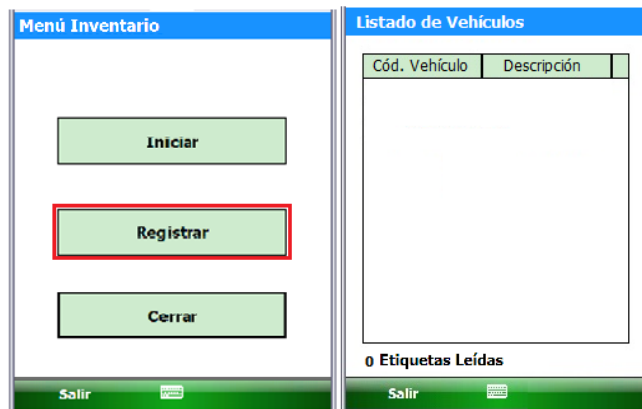 Menú Inventario
Iniciar
Registrar
Cerrar
Salir
Listado de Vehículos
Cód. Vehículo Descripción
0 Etiquetas Leídas
Salir